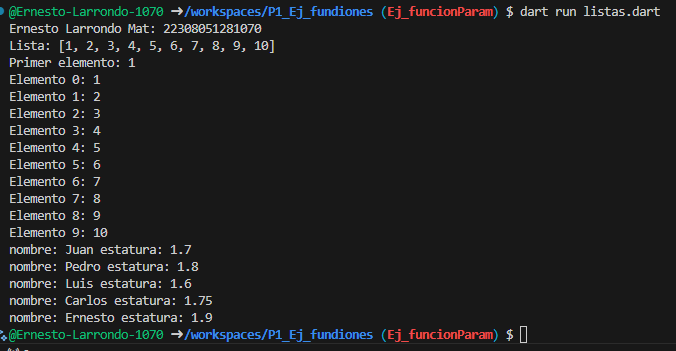 @Ernesto-Larrondo-1070 ➜/workspaces/P1_Ej_fundiones (Ej_funcionParam) $ dart run listas.dart
Ernesto Larrondo Mat: 22308051281070
Lista: [1, 2, 3, 4, 5, 6, 7, 8, 9, 10]
Primer elemento: 1
Elemento 0: 1
Elemento 1: 2
Elemento 2: 3
Elemento 3: 4
Elemento 4: 5
Elemento 5: 6
Elemento 6: 7
Elemento 7: 8
Elemento 8: 9
Elemento 9: 10
nombre: Juan estatura: 1.7
nombre: Pedro estatura: 1.8
nombre: Luis estatura: 1.6
nombre: Carlos estatura: 1.75
nombre: Ernesto estatura: 1.9
@Ernesto-Larrondo-1070 ➜/workspaces/P1_Ej_fundiones (Ej_funcionParam) $